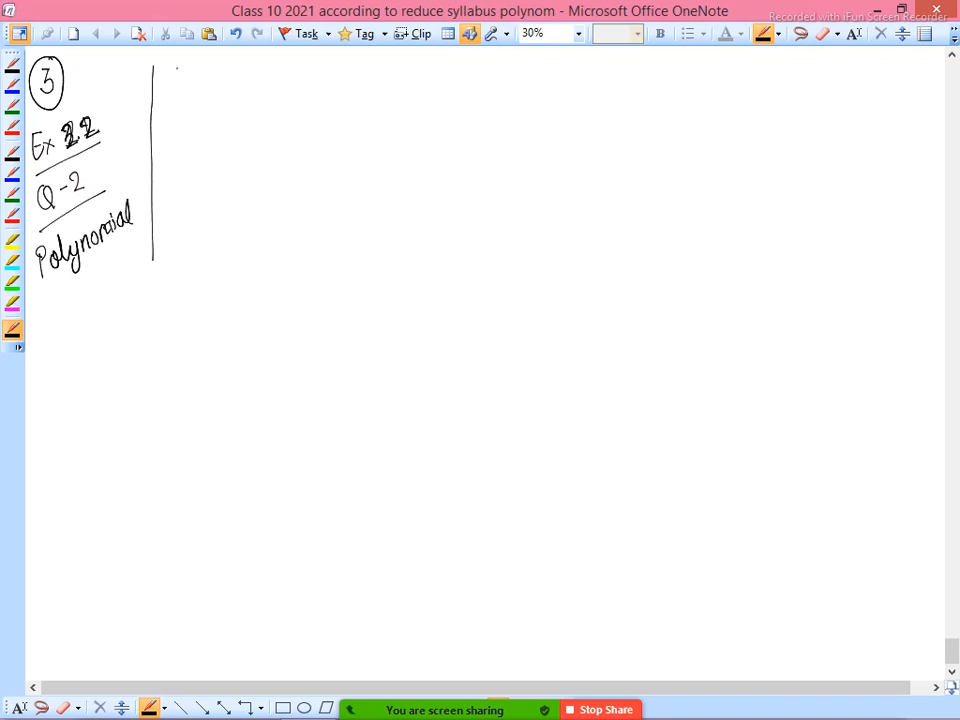 Class 10 2021 according to reduce syllabus polynom - Microsoft Office OneNote
Recorded with iFun Screen Recorder
Task Tag Clip 30% B A
3
Ex 2.2
Q-2
Polynomial
You are screen sharing Stop Share